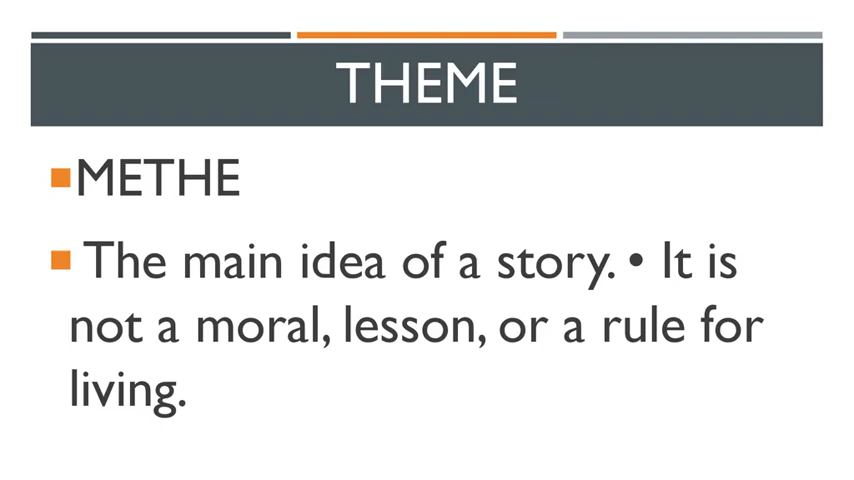 THEME
METHE
The main idea of a story. • It is
not a moral, lesson, or a rule for
living.